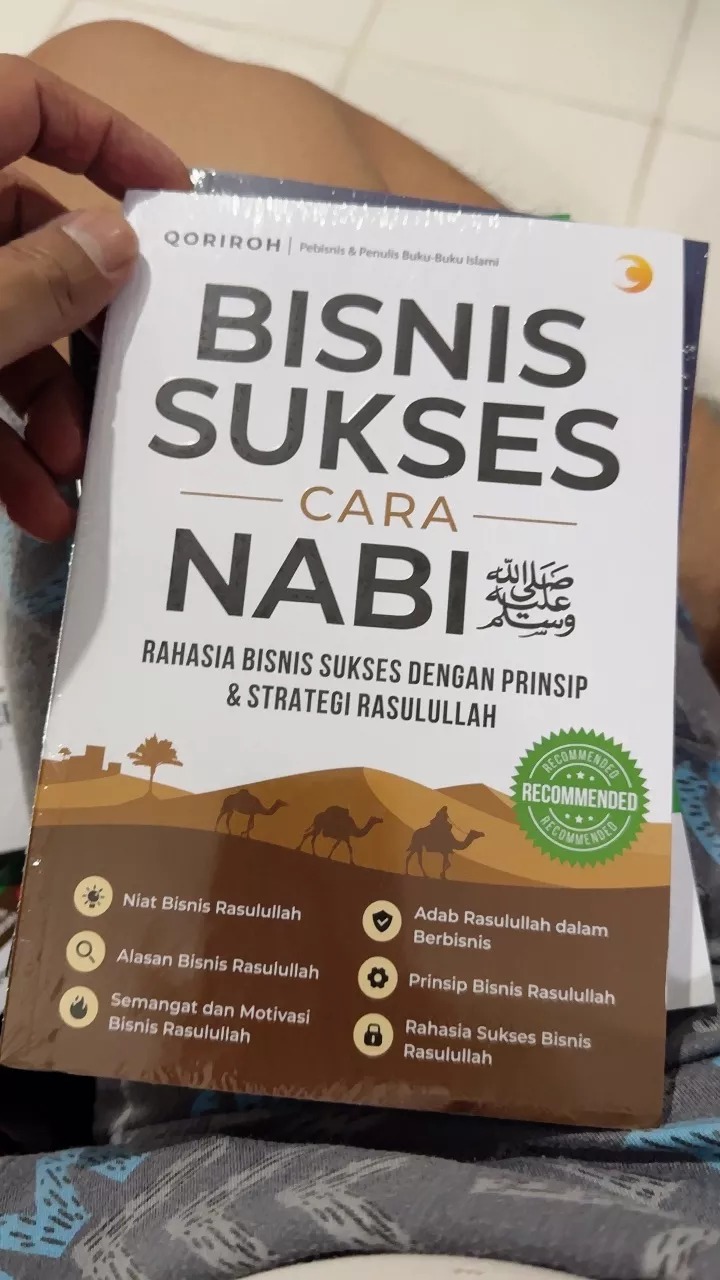 QORIROH | Pebisnis & Penulis Buku-Buku Islami
BISNIS
SUKSES
CARA
NABI ﷺ
RAHASIA BISNIS SUKSES DENGAN PRINSIP
& STRATEGI RASULULLAH
RECOMMENDED
RECOMMENDED
RECOMMENDED
Niat Bisnis Rasulullah
Alasan Bisnis Rasulullah
Semangat dan Motivasi
Bisnis Rasulullah
Adab Rasulullah dalam
Berbisnis
Prinsip Bisnis Rasulullah
Rahasia Sukses Bisnis
Rasulullah